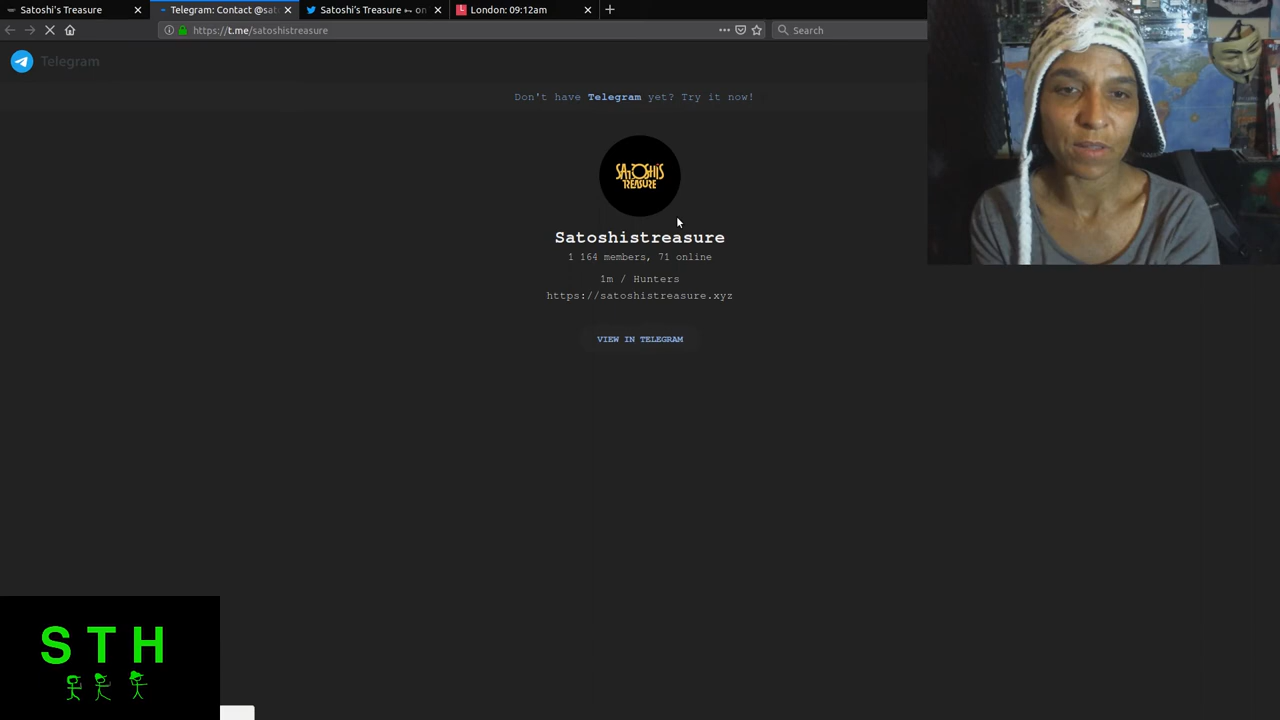 Satoshi's Treasure
Telegram: Contact @sat
Satoshi's Treasure 🗝 on
London: 09:12am
https://t.me/satoshistreasure
Search
Telegram
Don't have Telegram yet? Try it now!
SATOSHIS
TREASURE
Satoshistreasure
1 164 members, 71 online
1m / Hunters
https://satoshistreasure.xyz
VIEW IN TELEGRAM
STH